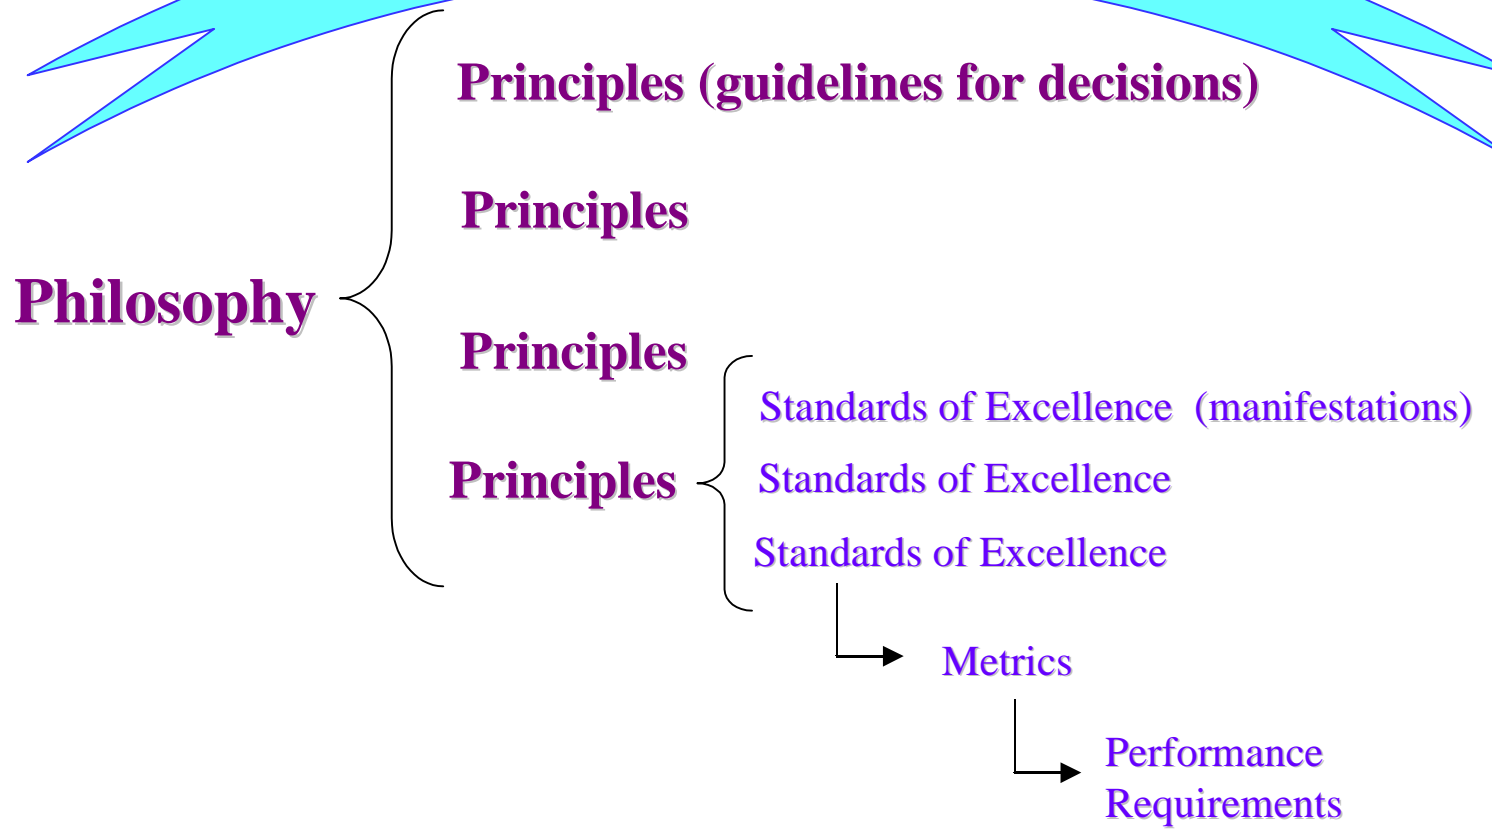 Principles (guidelines for decisions)
Principles
Philosophy
Principles
Standards of Excellence (manifestations)
Principles
Standards of Excellence
Standards of Excellence
Metrics
Performance
Requirements